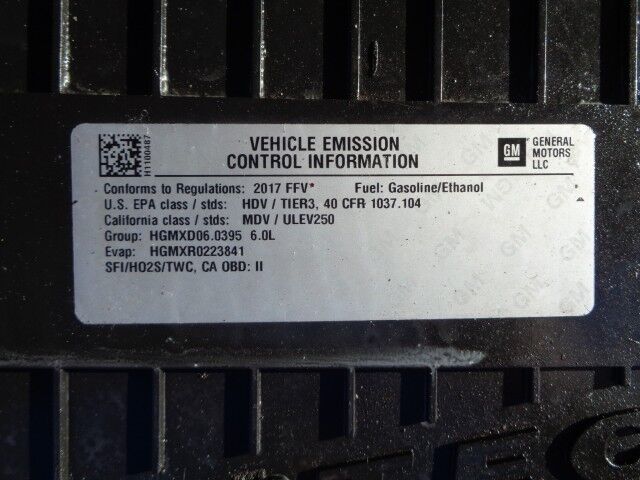 H1100487
VEHICLE EMISSION
CONTROL INFORMATION
GM
GENERAL
MOTORS
LLC
Conforms to Regulations: 2017 FFV* Fuel: Gasoline/Ethanol
U.S. EPA class / stds: HDV / TIER3, 40 CFR 1037.104
California class / stds: MDV / ULEV250
Group: HGMXD06.0395 6.0L
Evap: HGMXR0223841
SFI/HO2S/TWC, CA OBD: II